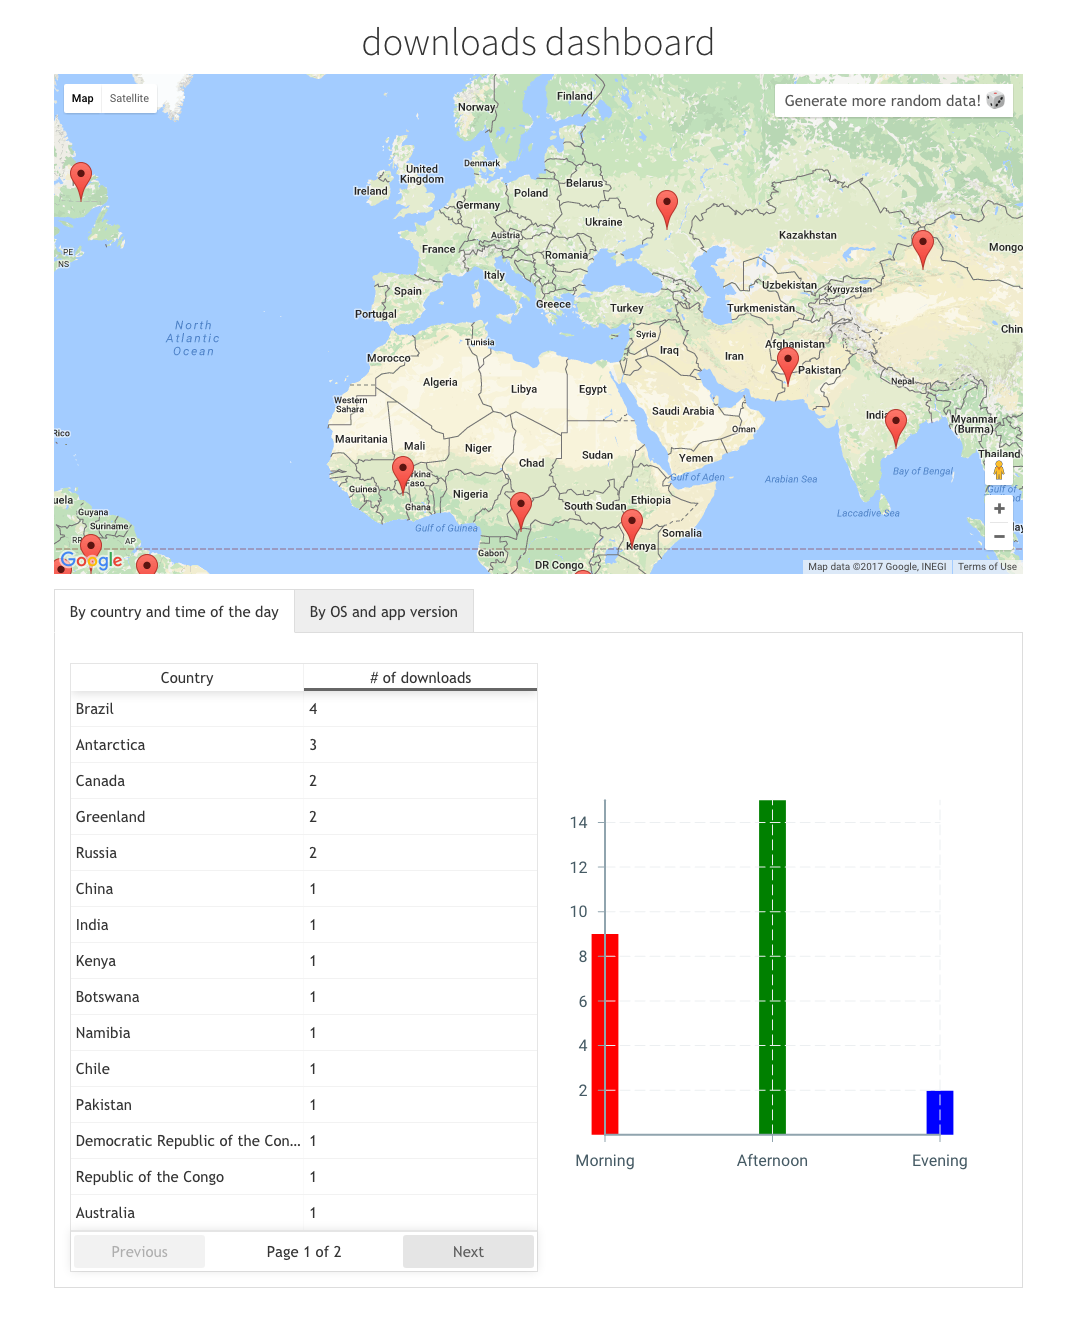 downloads dashboard
Map Satellite
Generate more random data!
Norway
Finland
United
Kingdom
Denmark
Ireland
Belarus
Poland
Germany
Ukraine
Austria
France
Kazakhstan
Mongo
PE
NS
Romania
Italy
Spain
Uzbekistan
Kyrgyzstan
Greece
Turkey
Turkmenistan
Portugal
North
Atlantic
Ocean
Chin
Tunisia
Syria
Afghanistan
Iraq
Iran
Morocco
Pakistan
Algeria
Libya
Egypt
Nepal
Western
Sahara
Saudi Arabia
India
Myanmar
(Burma)
Oman
Rico
Mauritania
Mali
Niger
Chad
Sudan
Yemen
Thailand
Bay of Bengal
Gulf of Aden
Arabian Sea
rkina
Faso
Guinea
Nigeria
Ethiopia
Gulf of
uela
Ghana
South Sudan
Guyana
Laccadive Sea
Suriname
Gulf of Guinea
Somalia
lay
RR
AP
Kenya
Gabon
DR Congo
Google
Map data ©2017 Google, INEGI Terms of Use
By country and time of the day By OS and app version
Country # of downloads
Brazil 4
Antarctica 3
Canada 2
Greenland 2
Russia 2
China 1
India 1
Kenya 1
Botswana 1
Namibia 1
Chile 1
Pakistan 1
Democratic Republic of the Con... 1
Republic of the Congo 1
Australia 1
Previous Page 1 of 2 Next
14
12
10
8
6
4
2
Morning Afternoon Evening